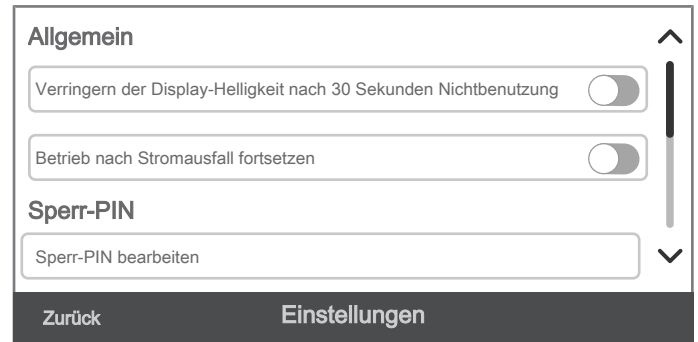 Allgemein
Verringern der Display-Helligkeit nach 30 Sekunden Nichtbenutzung
Betrieb nach Stromausfall fortsetzen
Sperr-PIN
Sperr-PIN bearbeiten
Zurück
Einstellungen